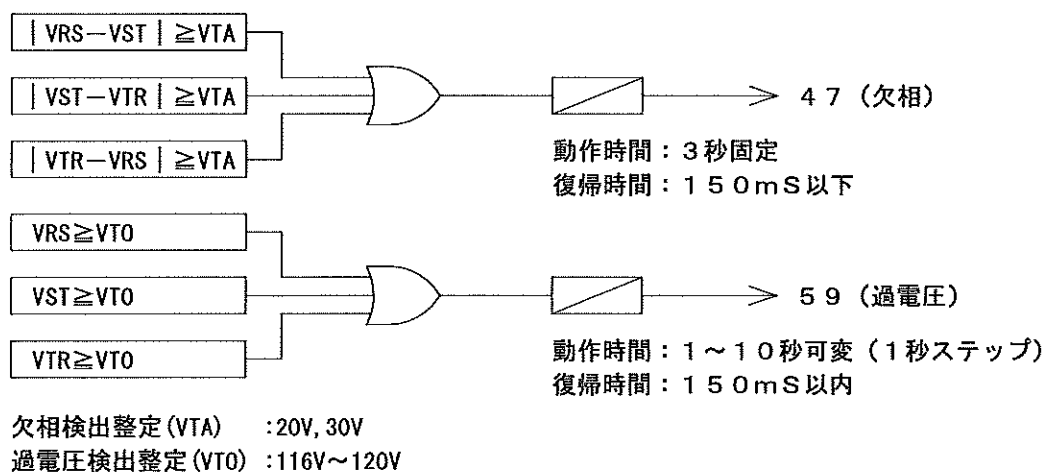 | VRS－VST | ≧VTA
| VST－VTR | ≧VTA
| VTR－VRS | ≧VTA
４７（欠相）
動作時間：３秒固定
復帰時間：１５０ｍＳ以下
VRS≧VTO
VST≧VTO
VTR≧VTO
５９（過電圧）
動作時間：１～１０秒可変（１秒ステップ）
復帰時間：１５０ｍＳ以内
欠相検出整定(VTA)　:20V,30V
過電圧検出整定(VTO) :116V～120V